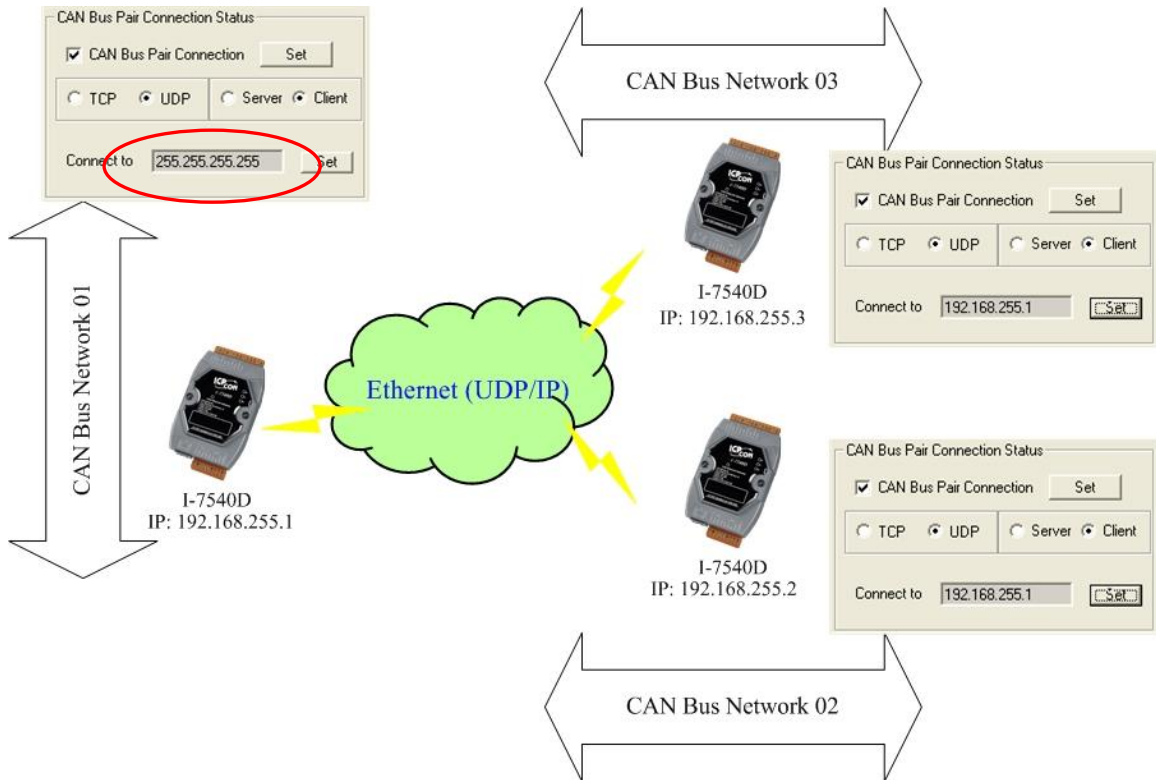 CAN Bus Pair Connection Status
CAN Bus Pair Connection Set
TCP UDP Server Client
Connect to 255.255.255.255 Set
CAN Bus Network 03
CAN Bus Network 01
I-7540D
IP: 192.168.255.3
CAN Bus Pair Connection Status
CAN Bus Pair Connection Set
TCP UDP Server Client
Connect to 192.168.255.1 Set
Ethernet (UDP/IP)
I-7540D
IP: 192.168.255.1
I-7540D
IP: 192.168.255.2
CAN Bus Pair Connection Status
CAN Bus Pair Connection Set
TCP UDP Server Client
Connect to 192.168.255.1 Set
CAN Bus Network 02